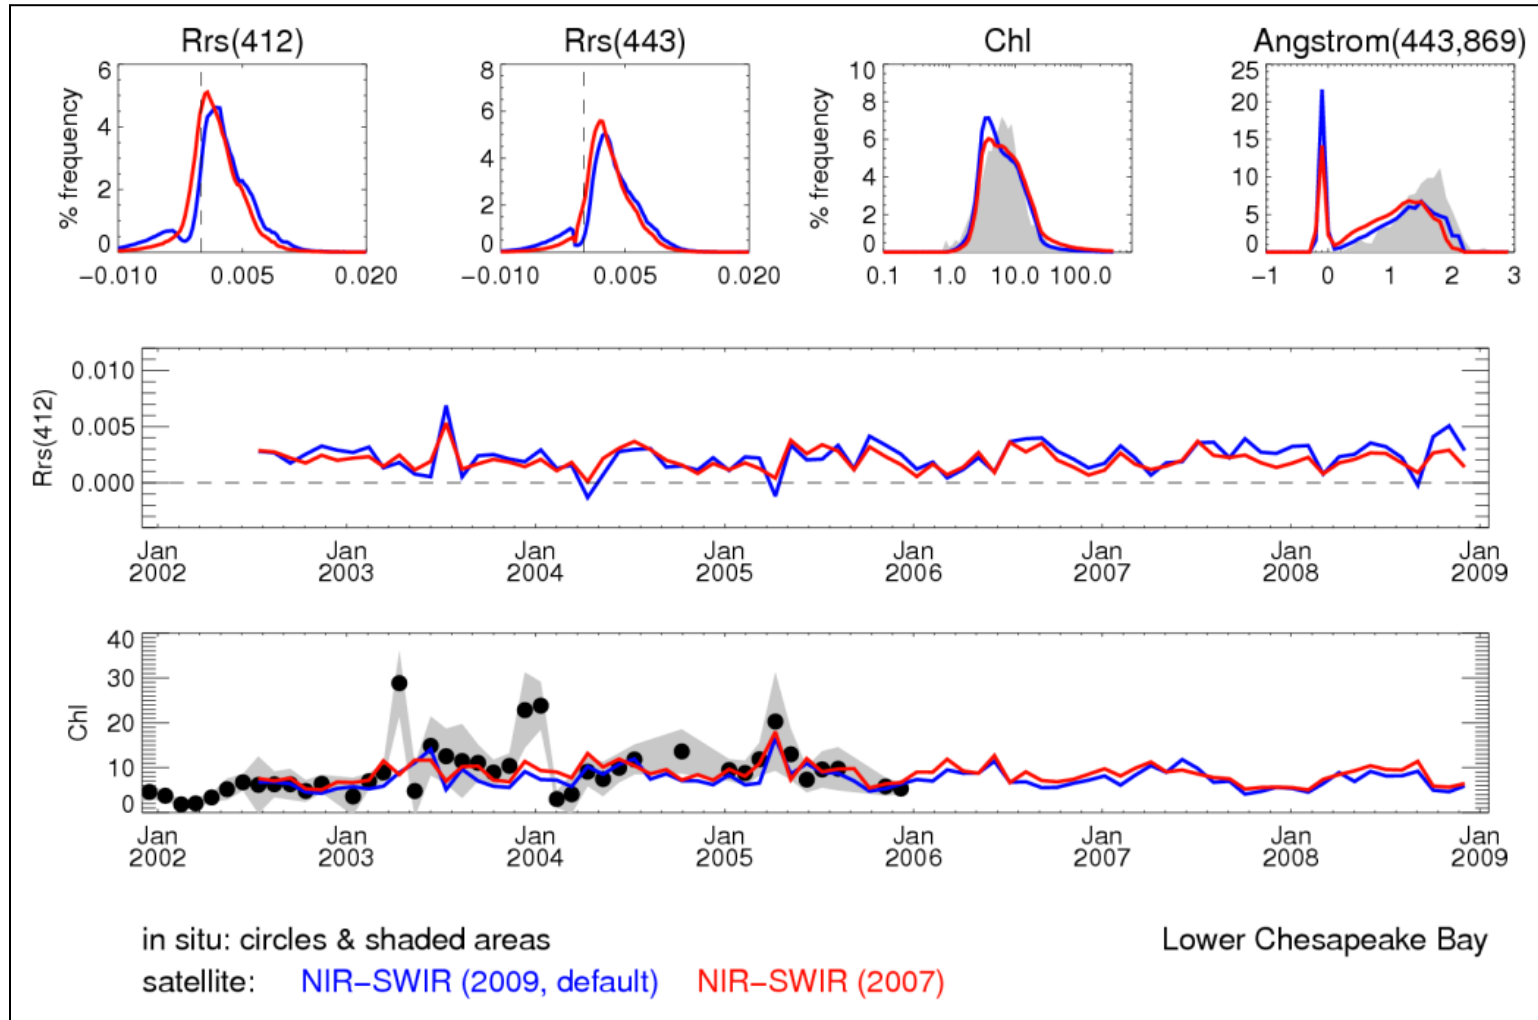 Rrs(412) Rrs(443) Chl Angstrom(443,869)
% frequency
6
4
2
0
−0.010 0.005 0.020
8
6
4
2
0
−0.010 0.005 0.020
% frequency
10
8
6
4
2
0
0.1 1.0 10.0 100.0
25
20
15
10
5
0
−1 0 1 2 3
Rrs(412)
0.010
0.005
0.000
Jan Jan Jan Jan Jan Jan Jan Jan
2002 2003 2004 2005 2006 2007 2008 2009
Chl
40
30
20
10
0
Jan Jan Jan Jan Jan Jan Jan Jan
2002 2003 2004 2005 2006 2007 2008 2009
in situ: circles & shaded areas Lower Chesapeake Bay
satellite: NIR−SWIR (2009, default) NIR−SWIR (2007)